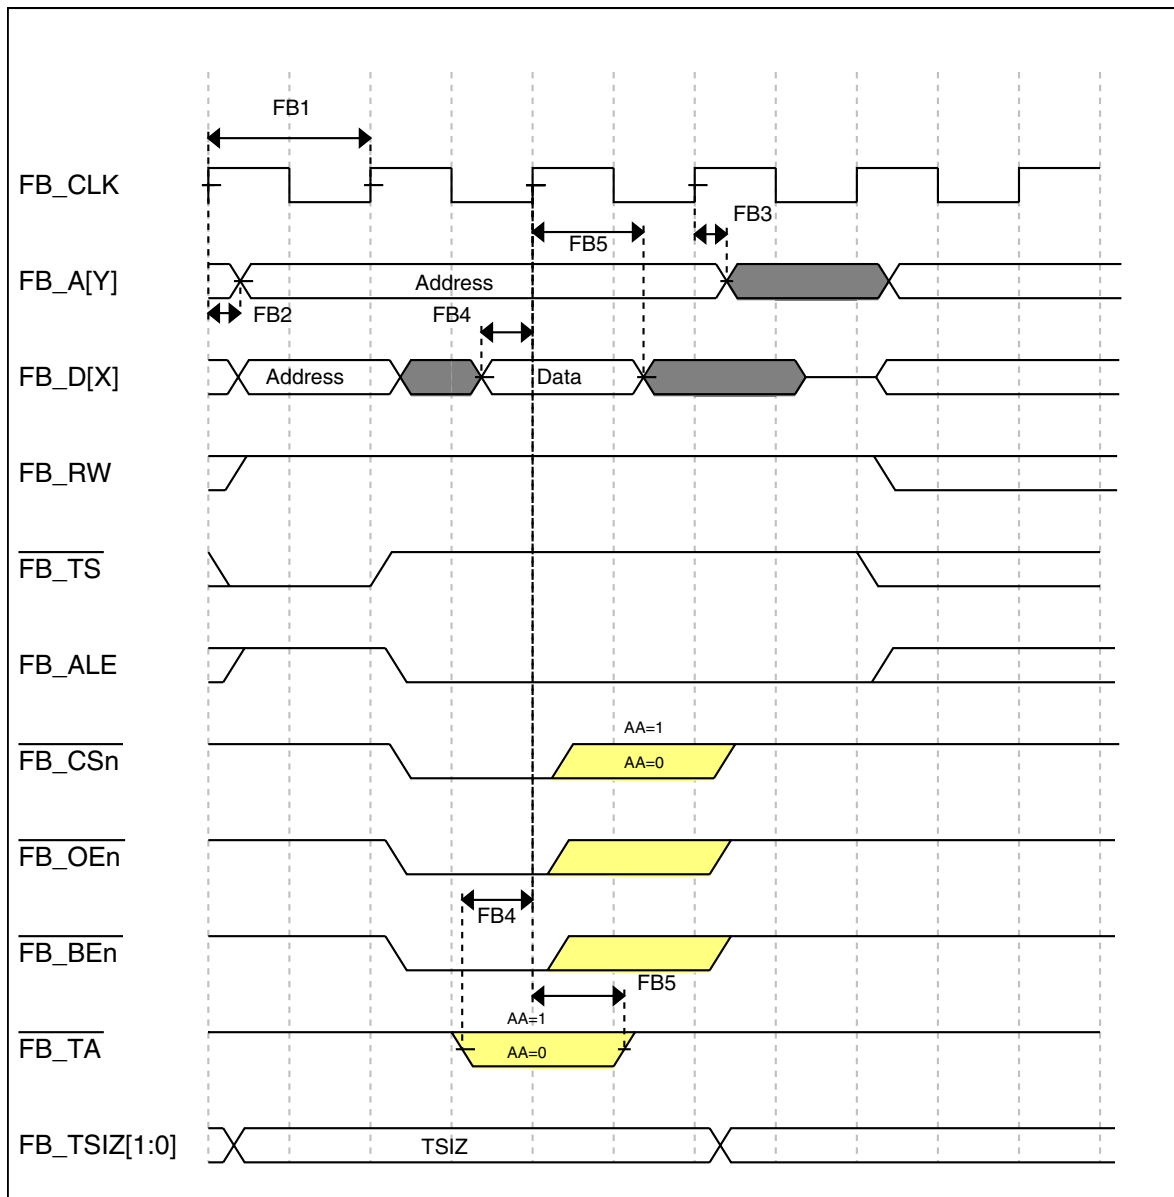 FB1
FB_CLK
FB3
FB5
FB_A[Y]
Address
FB2
FB4
FB_D[X]
Address
Data
FB_RW
FB_TS
FB_ALE
AA=1
FB_CSn
AA=0
FB_OEn
FB4
FB_BEn
FB5
AA=1
FB_TA
AA=0
FB_TSIZ[1:0]
TSIZ